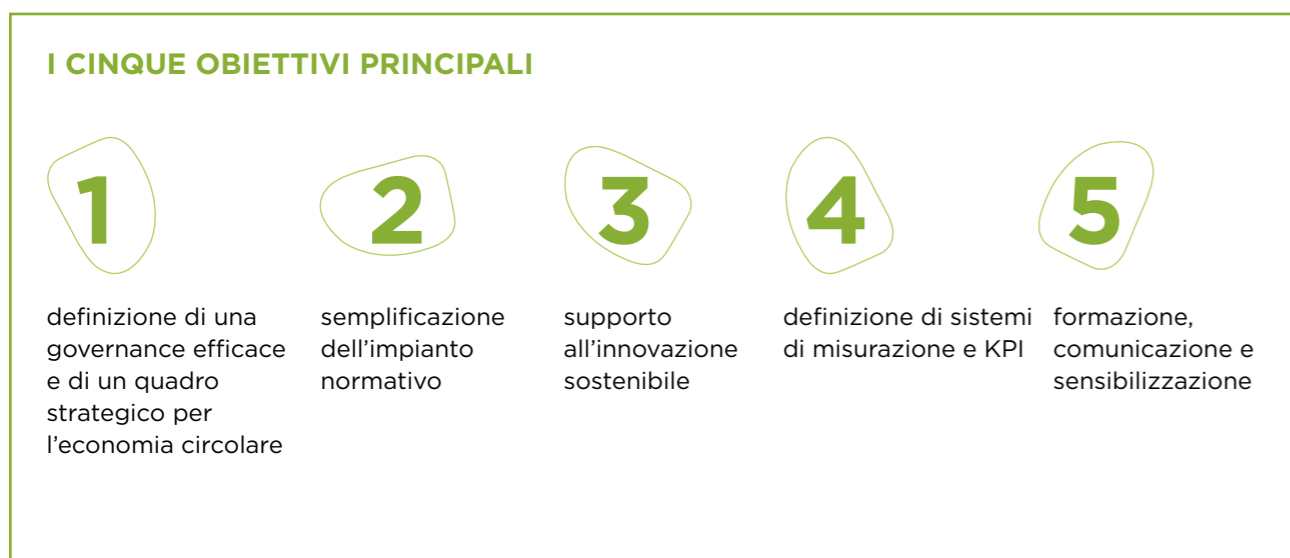 I CINQUE OBIETTIVI PRINCIPALI
1
definizione di una
governance efficace
e di un quadro
strategico per
l’economia circolare
2
semplificazione
dell’impianto
normativo
3
supporto
all’innovazione
sostenibile
4
definizione di sistemi
di misurazione e KPI
5
formazione,
comunicazione e
sensibilizzazione